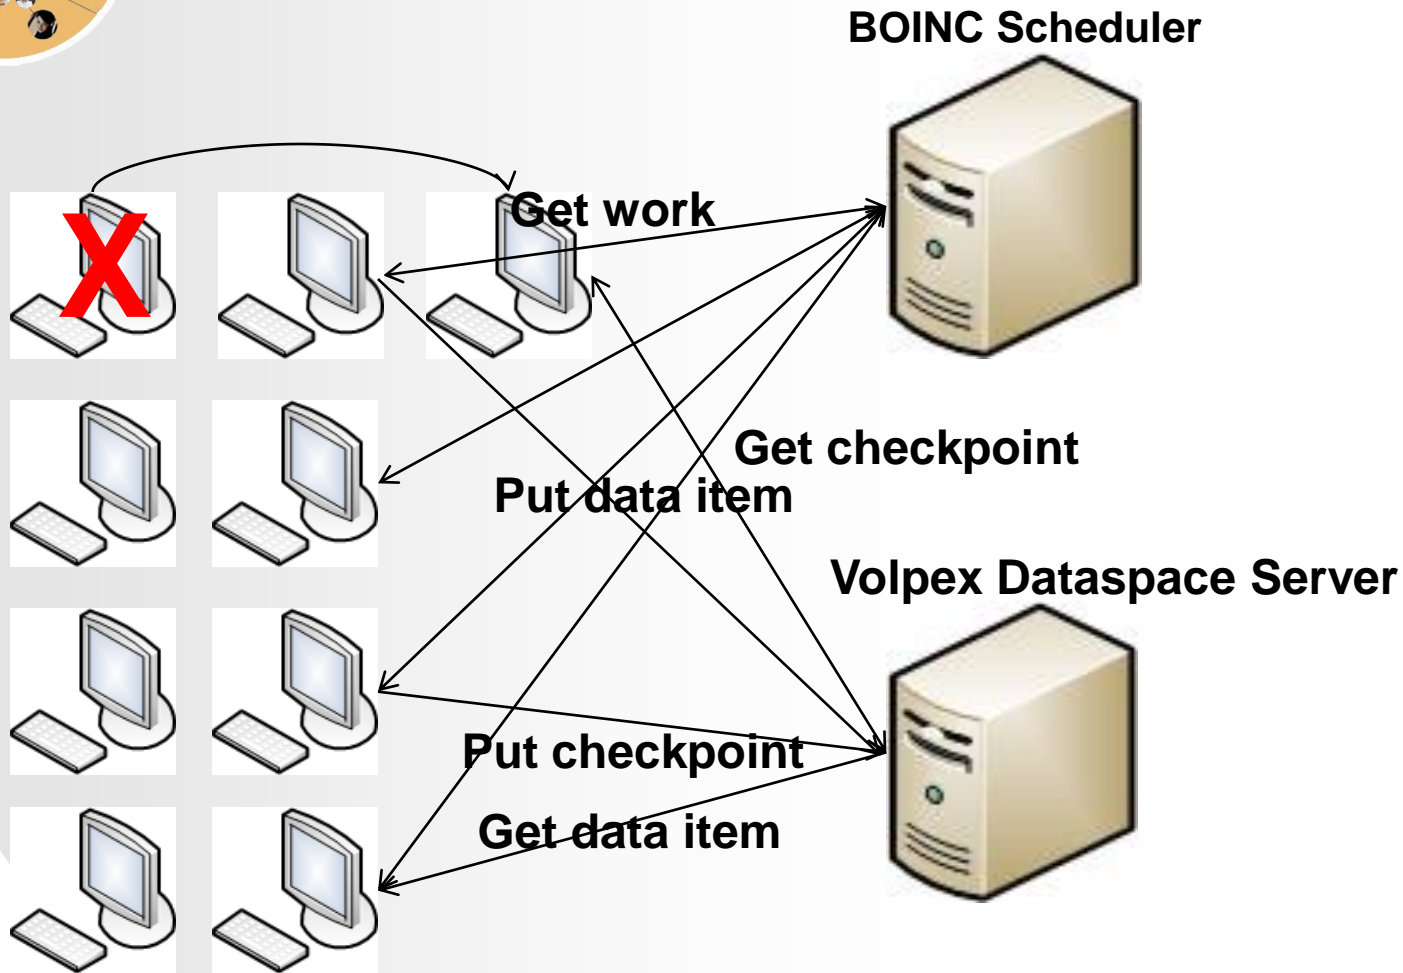 BOINC Scheduler
X
Get work
Get checkpoint
Put data item
Volpex Dataspace Server
Put checkpoint
Get data item